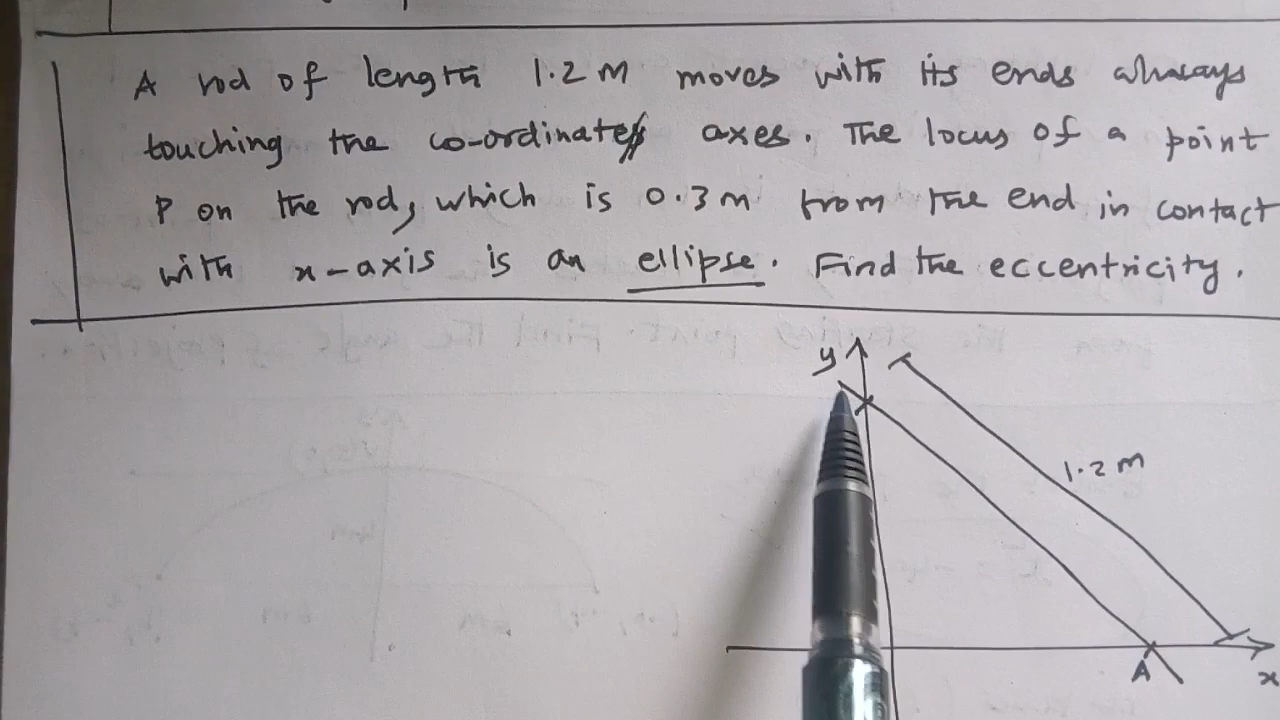 A rod of length 1.2 M moves with its ends always
touching the co-ordinate axes. The locus of a point
P on the rod, which is 0.3 m from the end in contact
with x-axis is an ellipse. Find the eccentricity.
y
1.2 M
A
x